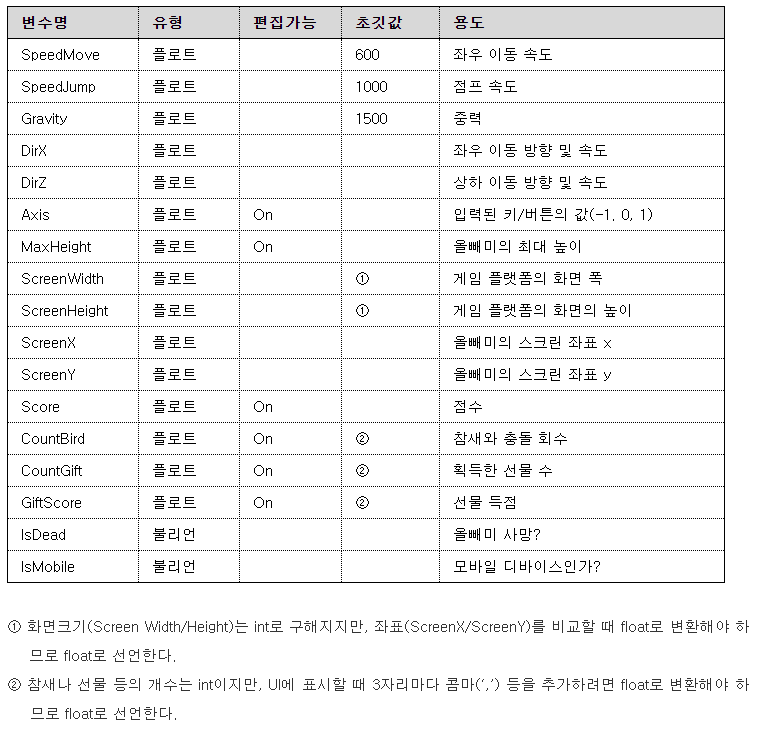 변수명 유형 편집가능 초깃값 용도
SpeedMove 플로트 600 좌우 이동 속도
SpeedJump 플로트 1000 점프 속도
Gravity 플로트 1500 중력
DirX 플로트 좌우 이동 방향 및 속도
DirZ 플로트 상하 이동 방향 및 속도
Axis 플로트 On 입력된 키/버튼의 값(-1, 0, 1)
MaxHeight 플로트 On 올빼미의 최대 높이
ScreenWidth 플로트 ① 게임 플랫폼의 화면 폭
ScreenHeight 플로트 ① 게임 플랫폼의 화면의 높이
ScreenX 플로트 올빼미의 스크린 좌표 x
ScreenY 플로트 올빼미의 스크린 좌표 y
Score 플로트 On 점수
CountBird 플로트 On ② 참새와 충돌 회수
CountGift 플로트 On ② 획득한 선물 수
GiftScore 플로트 On ② 선물 득점
IsDead 불리언 올빼미 사망?
IsMobile 불리언 모바일 디바이스인가?
① 화면크기(Screen Width/Height)는 int로 구해지지만, 좌표(ScreenX/ScreenY)를 비교할 때 float로 변환해야 하
므로 float로 선언한다.
② 참새나 선물 등의 개수는 int이지만, UI에 표시할 때 3자리마다 콤마(‘,’) 등을 추가하려면 float로 변환해야 하
므로 float로 선언한다.